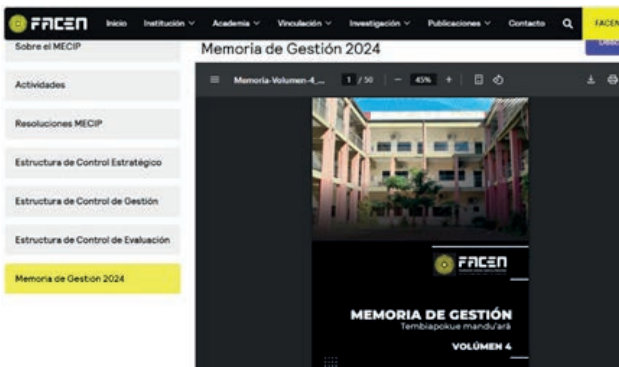 FACEN Inicio Institución Academia Vinculación Investigación Publicaciones Contacto FACEN
Sobre el MECIP
Actividades
Resoluciones MECIP
Estructura de Control Estratégico
Estructura de Control de Gestión
Estructura de Control de Evaluación
Memoria de Gestión 2024
Memoria de Gestión 2024
Memoria-Volumen-4_... 1 / 50 — 45% +
FACEN
MEMORIA DE GESTIÓN
Tembiapokue mandu'arã
VOLÚMEN 4